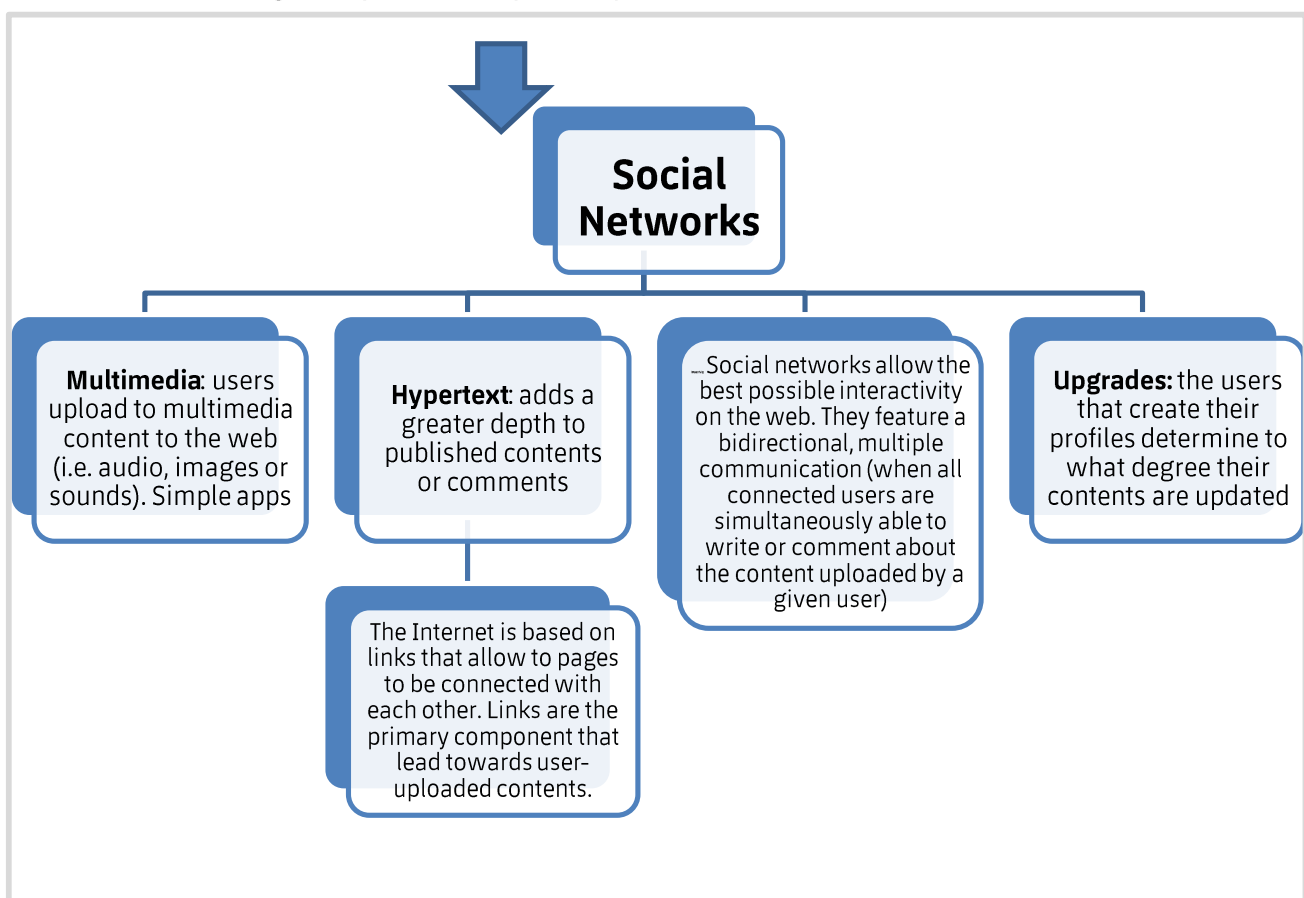 Social
Networks
Multimedia: users
upload to multimedia
content to the web
(i.e. audio, images or
sounds). Simple apps
Hypertext: adds a
greater depth to
published contents
or comments
The Internet is based on
links that allow to pages
to be connected with
each other. Links are the
primary component that
lead towards user-
uploaded contents.
Social networks allow the
best possible interactivity
on the web. They feature a
bidirectional, multiple
communication (when all
connected users are
simultaneously able to
write or comment about
the content uploaded by a
given user)
Upgrades: the users
that create their
profiles determine to
what degree their
contents are updated